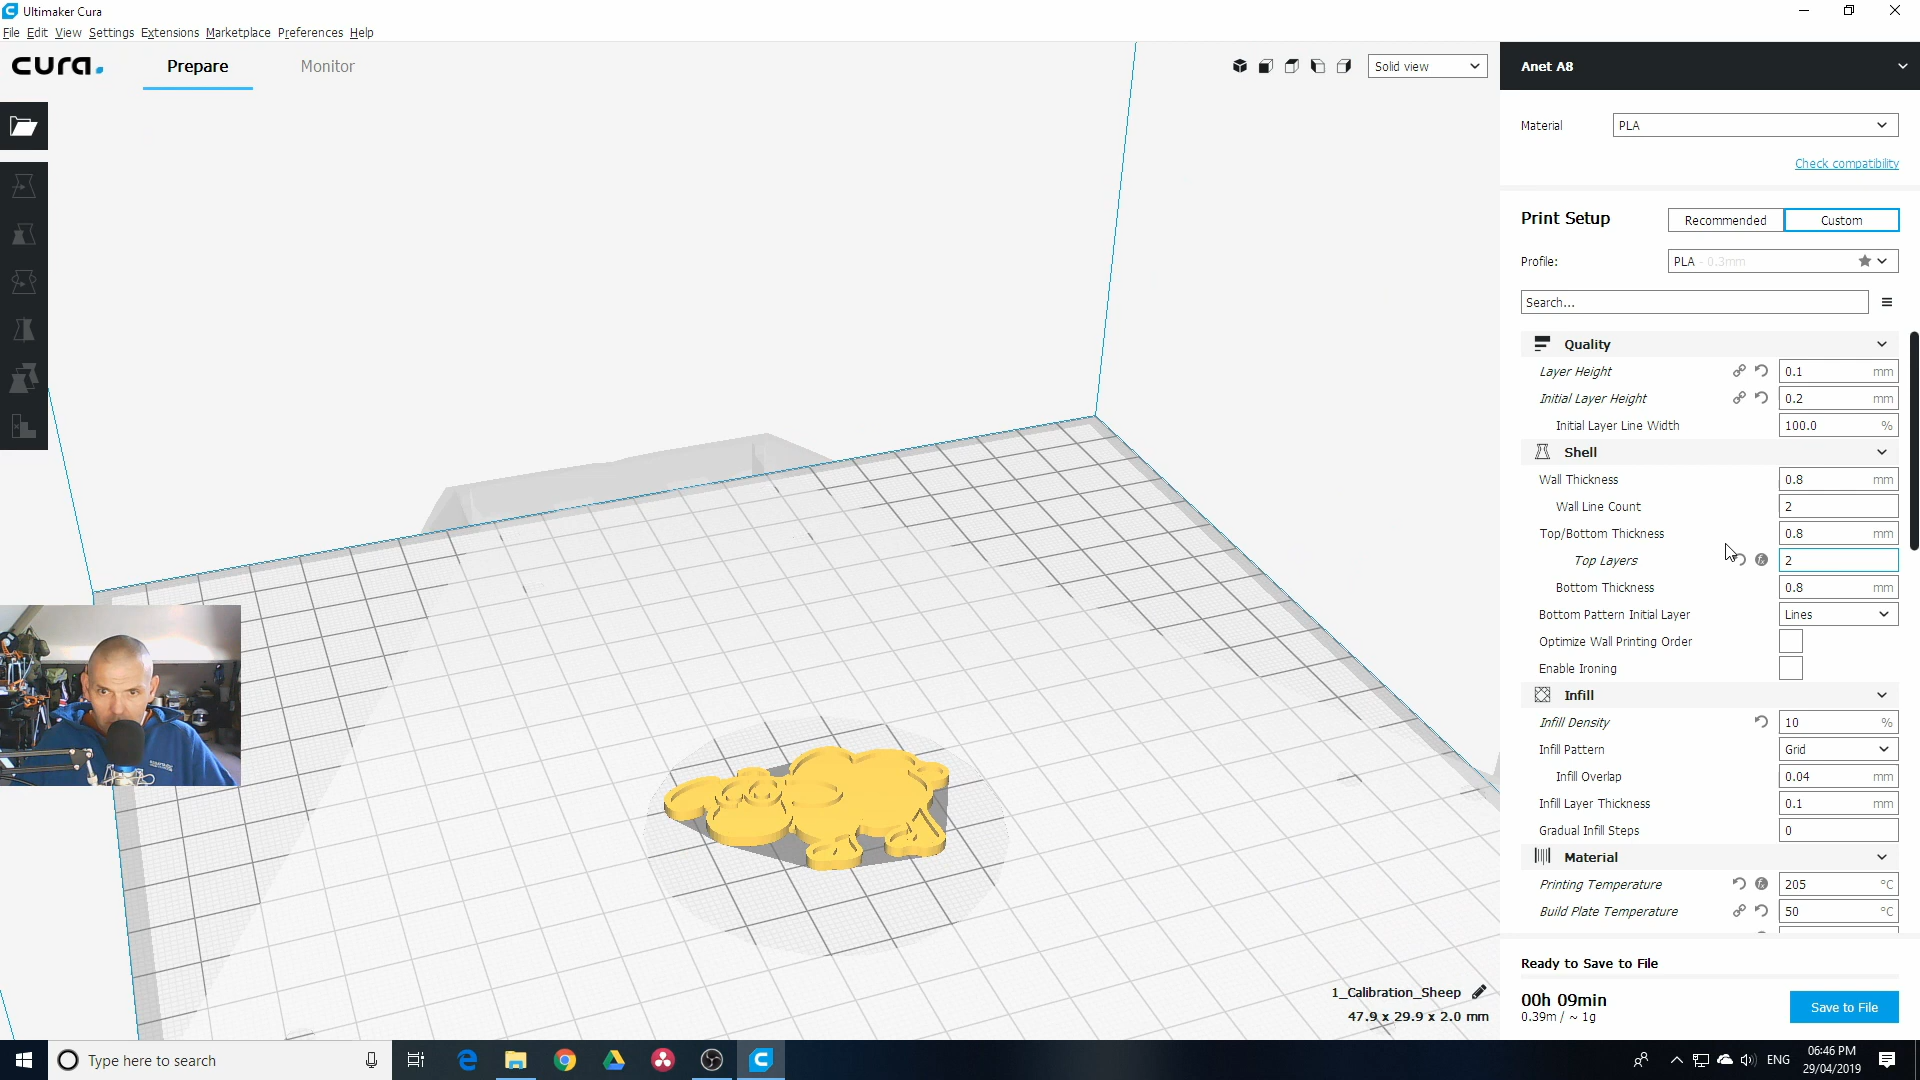 Ultimaker Cura
File Edit View Settings Extensions Marketplace Preferences Help
cura.
Prepare
Monitor
Solid view
Anet A8
Material
PLA
Check compatibility
Print Setup
Recommended
Custom
Profile:
PLA - 0.3mm
Search...
Quality
Layer Height
0.1 mm
Initial Layer Height
0.2 mm
Initial Layer Line Width
100.0 %
Shell
Wall Thickness
0.8 mm
Wall Line Count
2
Top/Bottom Thickness
0.8 mm
Top Layers
2
Bottom Thickness
0.8 mm
Bottom Pattern Initial Layer
Lines
Optimize Wall Printing Order
Enable Ironing
Infill
Infill Density
10 %
Infill Pattern
Grid
Infill Overlap
0.04 mm
Infill Layer Thickness
0.1 mm
Gradual Infill Steps
0
Material
Printing Temperature
205 °C
Build Plate Temperature
50 °C
Ready to Save to File
00h 09min
0.39m / ~ 1g
Save to File
1_Calibration_Sheep
47.9 x 29.9 x 2.0 mm
Type here to search
ENG
06:46 PM
29/04/2019